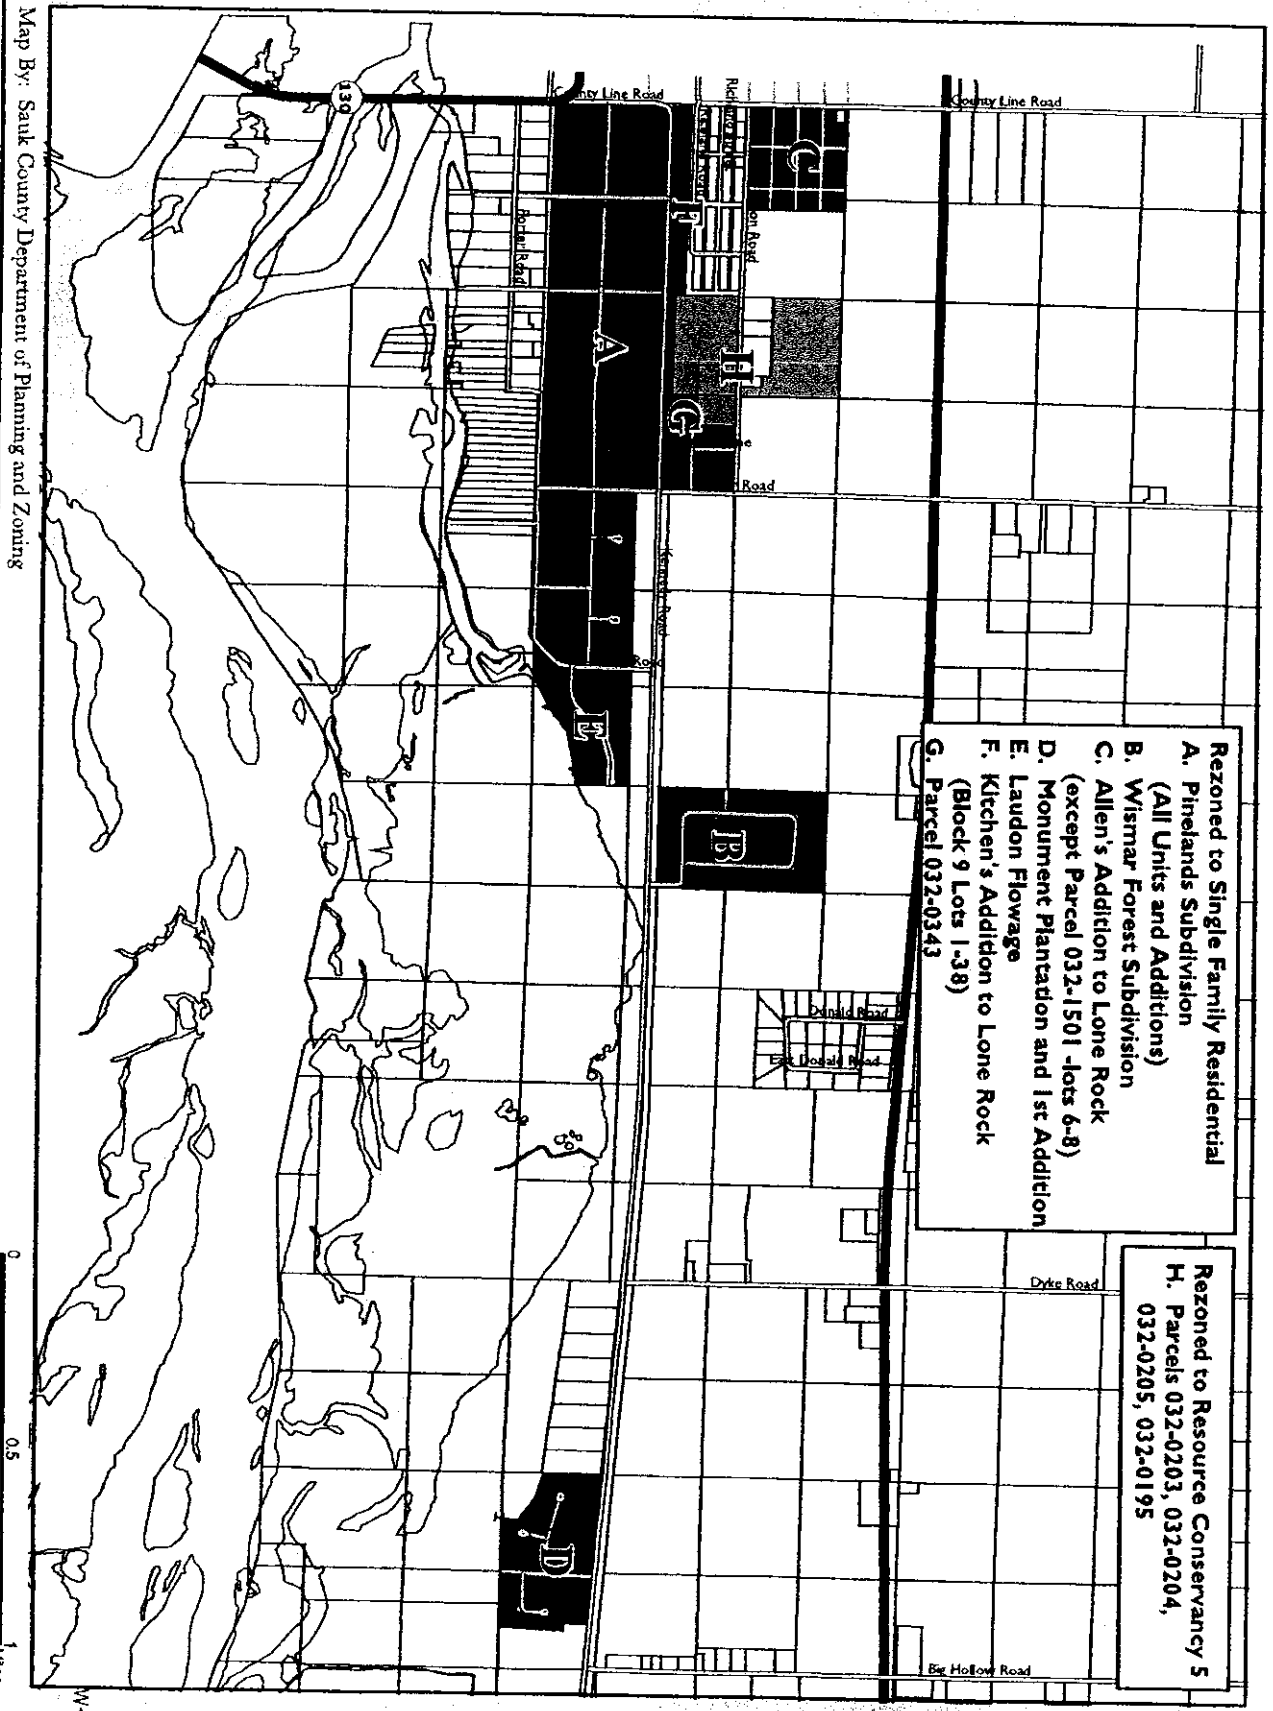 Rezoned to Single Family Residential
A. Pinelands Subdivision
(All Units and Additions)
B. Wismar Forest Subdivision
C. Allen's Addition to Lone Rock
(except Parcel 032-1501 -lots 6-8)
D. Monument Plantation and 1st Addition
E. Laudon Flowage
F. Kitchen's Addition to Lone Rock
(Block 9 Lots 1-38)
G. Parcel 032-0343
Rezoned to Resource Conservancy 5
H. Parcels 032-0203, 032-0204,
032-0205, 032-0195
County Line Road
Big Hollow Road
Dyke Road
Donald Road
East Donald Road
C
on Road
H
Road
B
F
G
County Line Road
A
Road
Porter Road
E
D
130
Map By: Sauk County Department of Planning and Zoning
0
0.5
1